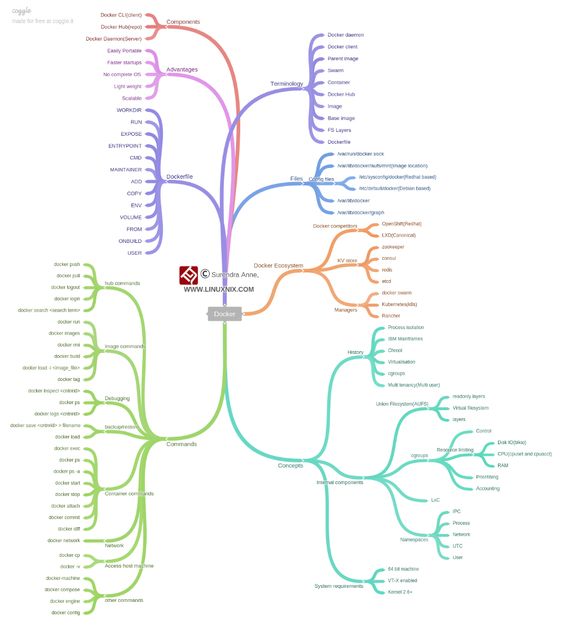 coggle
made for free at coggle.it
Docker CLI(client)
Docker Hub(repo)
Docker Daemon(Server)
Components
Easily Portable
Faster startups
No complete OS
Light weight
Scalable
Advantages
WORKDIR
RUN
EXPOSE
ENTRYPOINT
CMD
MAINTAINER
ADD
COPY
ENV
VOLUME
FROM
ONBUILD
USER
Dockerfile
Docker daemon
Docker client
Parent image
Swarm
Container
Docker Hub
Image
Base image
FS Layers
Dockerfile
Terminology
/var/run/docker.sock
/etc/sysconfig/docker(Redhat based)
/etc/default/docker(Debian based)
/var/lib/docker
/var/lib/docker/graph
Config files
Files
Docker competitors
OpenShift(Redhat)
LXD(Canonical)
KV store
zookeeper
consul
redis
etcd
Managers
docker swarm
Kubernetes(k8s)
Rancher
Docker Ecosystem
© Surendra Anne,
WWW.LINUXNIX.COM
Docker
docker push
docker pull
docker logout
docker login
docker search <search term>
hub commands
docker run
docker images
docker rmi
docker build
docker load -i <image_file>
docker tag
Image commands
docker inspect <cntnrid>
docker ps
docker logs <cntnrid>
Debugging
docker save <cntnrid> > filename
docker load
backup/restore
docker exec
docker ps
docker ps -a
docker start
docker stop
docker attach
docker commit
docker diff
Container commands
docker network
Network
docker cp
docker -v
Access host machine
docker-machine
docker compose
docker engine
docker config
other commands
Commands
History
Process isolation
IBM Mainframes
Chroot
Virtualisation
cgroups
Multi tenancy(Multi user)
Concepts
Internal components
Union Filesystem(AUFS)
readonly layers
Virtual filesystem
layers
cgroups
Control
Resource limiting
Disk IO(blkio)
CPU(cpuset and cpuacct)
RAM
Prioritising
Accounting
LxC
Namespaces
IPC
Process
Network
UTC
User
System requirements
64 bit machine
VT-X enabled
Kernel 2.6+